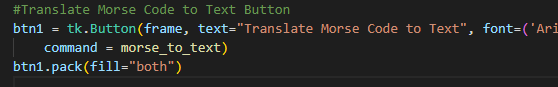 #Translate Morse Code to Text Button
btn1 = tk.Button(frame, text="Translate Morse Code to Text", font=('Ari
command = morse_to_text)
btn1.pack(fill="both")